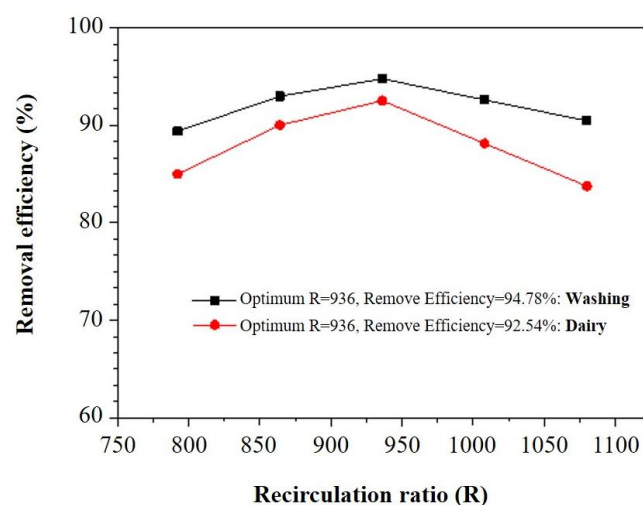 100
90
80
70
60
Removal efficiency (%)
Optimum R=936, Remove Efficiency=94.78%: Washing
Optimum R=936, Remove Efficiency=92.54%: Dairy
750 800 850 900 950 1000 1050 1100
Recirculation ratio (R)